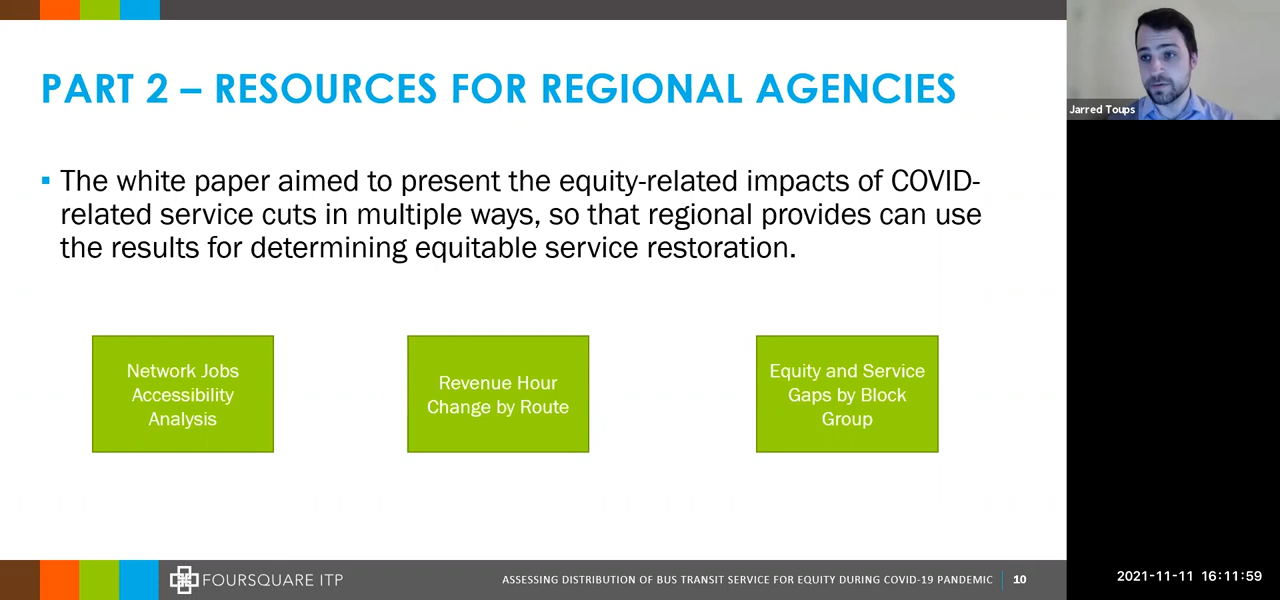 PART 2 – RESOURCES FOR REGIONAL AGENCIES
Jarred Toups
The white paper aimed to present the equity-related impacts of COVID-
related service cuts in multiple ways, so that regional provides can use
the results for determining equitable service restoration.
Network Jobs
Accessibility
Analysis
Revenue Hour
Change by Route
Equity and Service
Gaps by Block
Group
FOURSQUARE ITP
ASSESSING DISTRIBUTION OF BUS TRANSIT SERVICE FOR EQUITY DURING COVID-19 PANDEMIC
10
2021-11-11 16:11:59